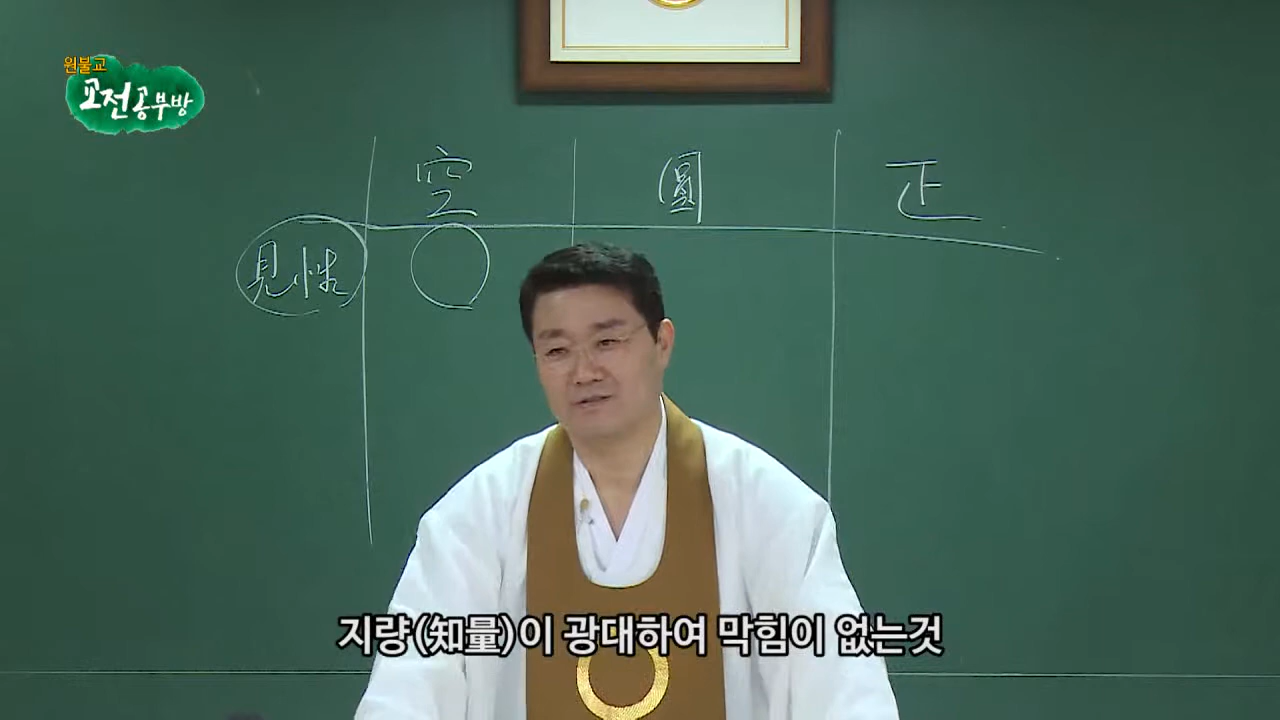 원불교
교전공부방
空 圓 正
見性
지량(知量)이 광대하여 막힘이 없는것